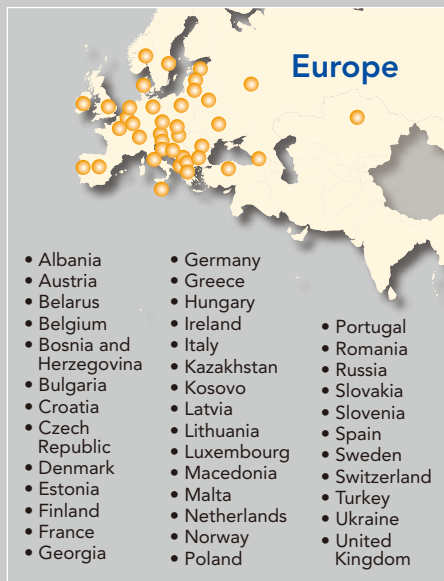 Europe
• Albania
• Austria
• Belarus
• Belgium
• Bosnia and
Herzegovina
• Bulgaria
• Croatia
• Czech
Republic
• Denmark
• Estonia
• Finland
• France
• Georgia
• Germany
• Greece
• Hungary
• Ireland
• Italy
• Kazakhstan
• Kosovo
• Latvia
• Lithuania
• Luxembourg
• Macedonia
• Malta
• Netherlands
• Norway
• Poland
• Portugal
• Romania
• Russia
• Slovakia
• Slovenia
• Spain
• Sweden
• Switzerland
• Turkey
• Ukraine
• United
Kingdom